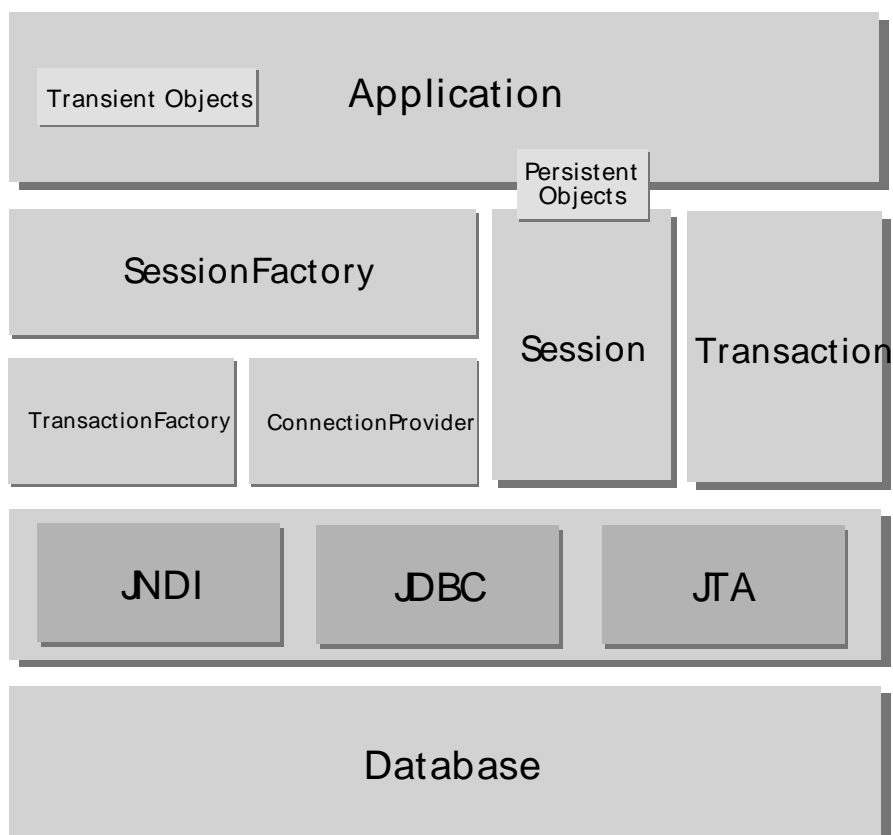 Transient Objects
Application
Persistent
Objects
SessionFactory
Session
Transaction
TransactionFactory
ConnectionProvider
JNDI
JDBC
JTA
Database